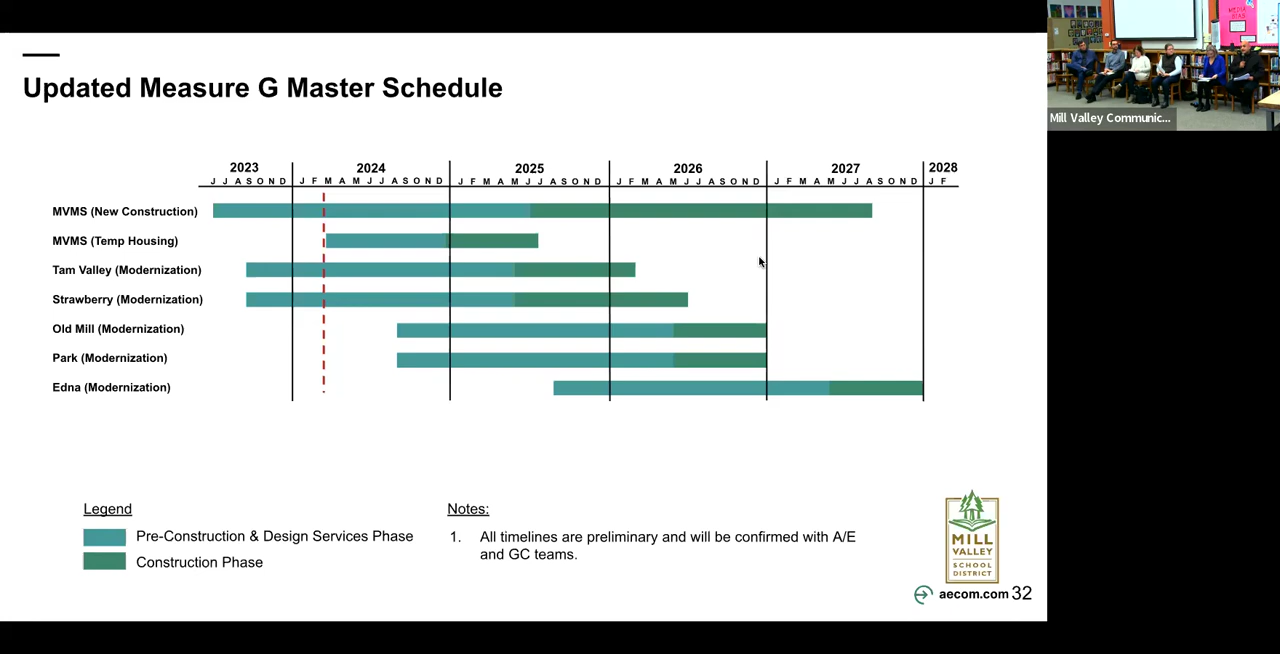 Updated Measure G Master Schedule
2023 2024 2025 2026 2027 2028
J J A S O N D J F M A M J J A S O N D J F M A M J J A S O N D J F M A M J J A S O N D J F M A M J J A S O N D J F
MVMS (New Construction)
MVMS (Temp Housing)
Tam Valley (Modernization)
Strawberry (Modernization)
Old Mill (Modernization)
Park (Modernization)
Edna (Modernization)
Legend
Pre-Construction & Design Services Phase
Construction Phase
Notes:
1. All timelines are preliminary and will be confirmed with A/E
and GC teams.
MILL
VALLEY
SCHOOL
DISTRICT
aecom.com 32
MEDIA
Mill Valley Communic...